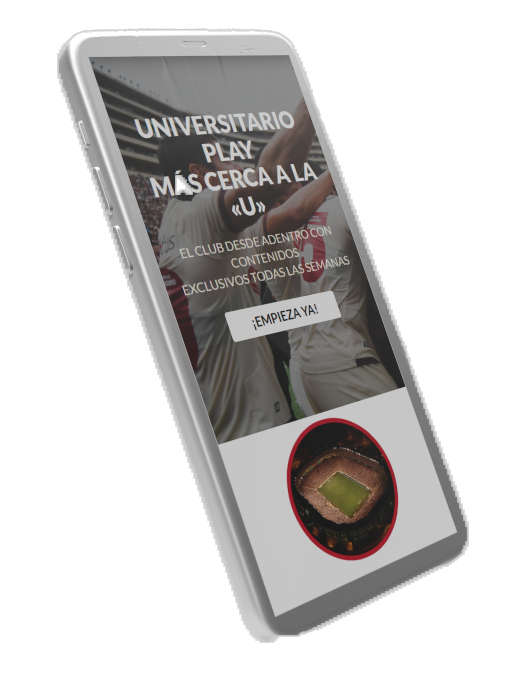 UNIVERSITARIO
PLAY
MÁS CERCA A LA
«U»
EL CLUB DESDE ADENTRO CON
CONTENIDOS
EXCLUSIVOS TODAS LAS SEMANAS
¡EMPIEZA YA!